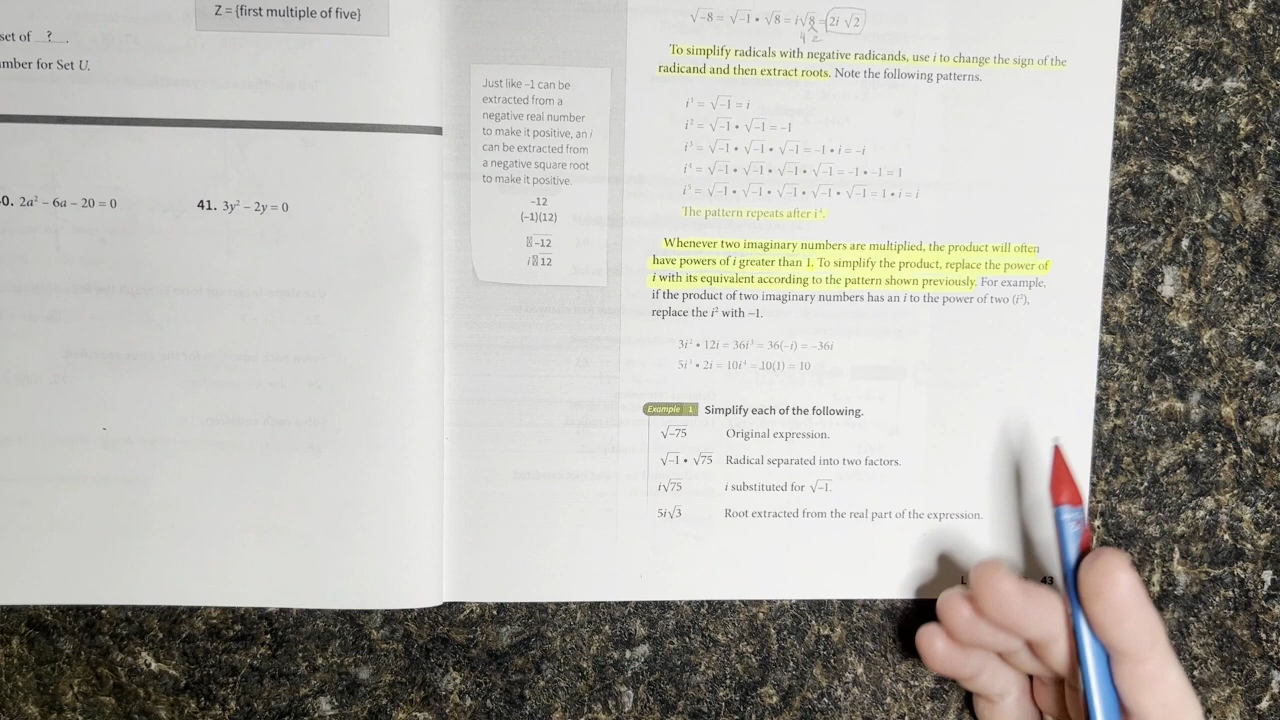 Z = {first multiple of five}
set of ? .
mber for Set U.
0. 2a² – 6a – 20 = 0
41. 3y² – 2y = 0
Just like –1 can be
extracted from a
negative real number
to make it positive, an i
can be extracted from
a negative square root
to make it positive.
–12
(–1)(12)
–12
i 12
√–8 = √–1 • √8 = i√8 = 2i √2
4 2
To simplify radicals with negative radicands, use i to change the sign of the
radicand and then extract roots. Note the following patterns.
i¹ = √–1 = i
i² = √–1 • √–1 = –1
i³ = √–1 • √–1 • √–1 = –1 • i = –i
i⁴ = √–1 • √–1 • √–1 • √–1 = –1 • –1 = 1
i⁵ = √–1 • √–1 • √–1 • √–1 • √–1 = 1 • i = i
The pattern repeats after i⁴.
Whenever two imaginary numbers are multiplied, the product will often
have powers of i greater than 1. To simplify the product, replace the power of
i with its equivalent according to the pattern shown previously. For example,
if the product of two imaginary numbers has an i to the power of two (i²),
replace the i² with –1.
3i² • 12i = 36i³ = 36(–i) = –36i
5i³ • 2i = 10i⁴ = 10(1) = 10
Example 1 Simplify each of the following.
√–75 Original expression.
√–1 • √75 Radical separated into two factors.
i√75 i substituted for √–1.
5i√3 Root extracted from the real part of the expression.
43